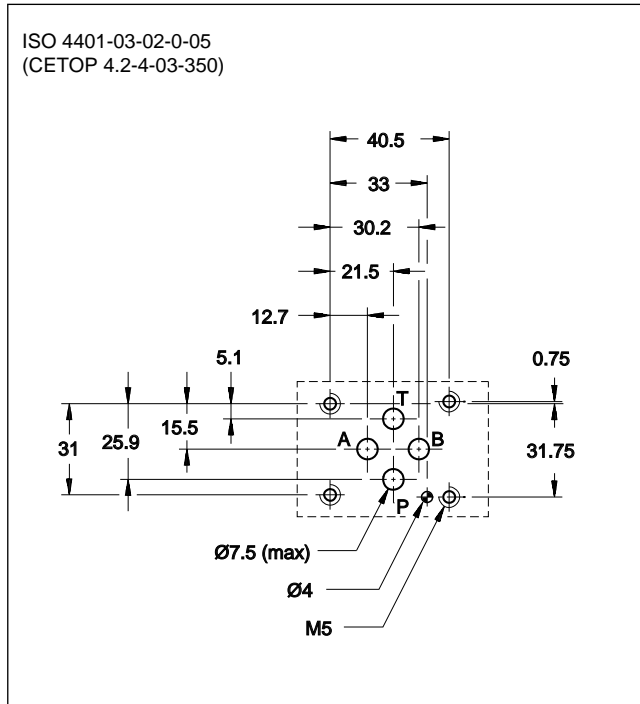 ISO 4401-03-02-0-05
(CETOP 4.2-4-03-350)
40.5
33
30.2
21.5
12.7
5.1
0.75
T
15.5
A
B
31
25.9
31.75
P
Ø7.5 (max)
Ø4
M5